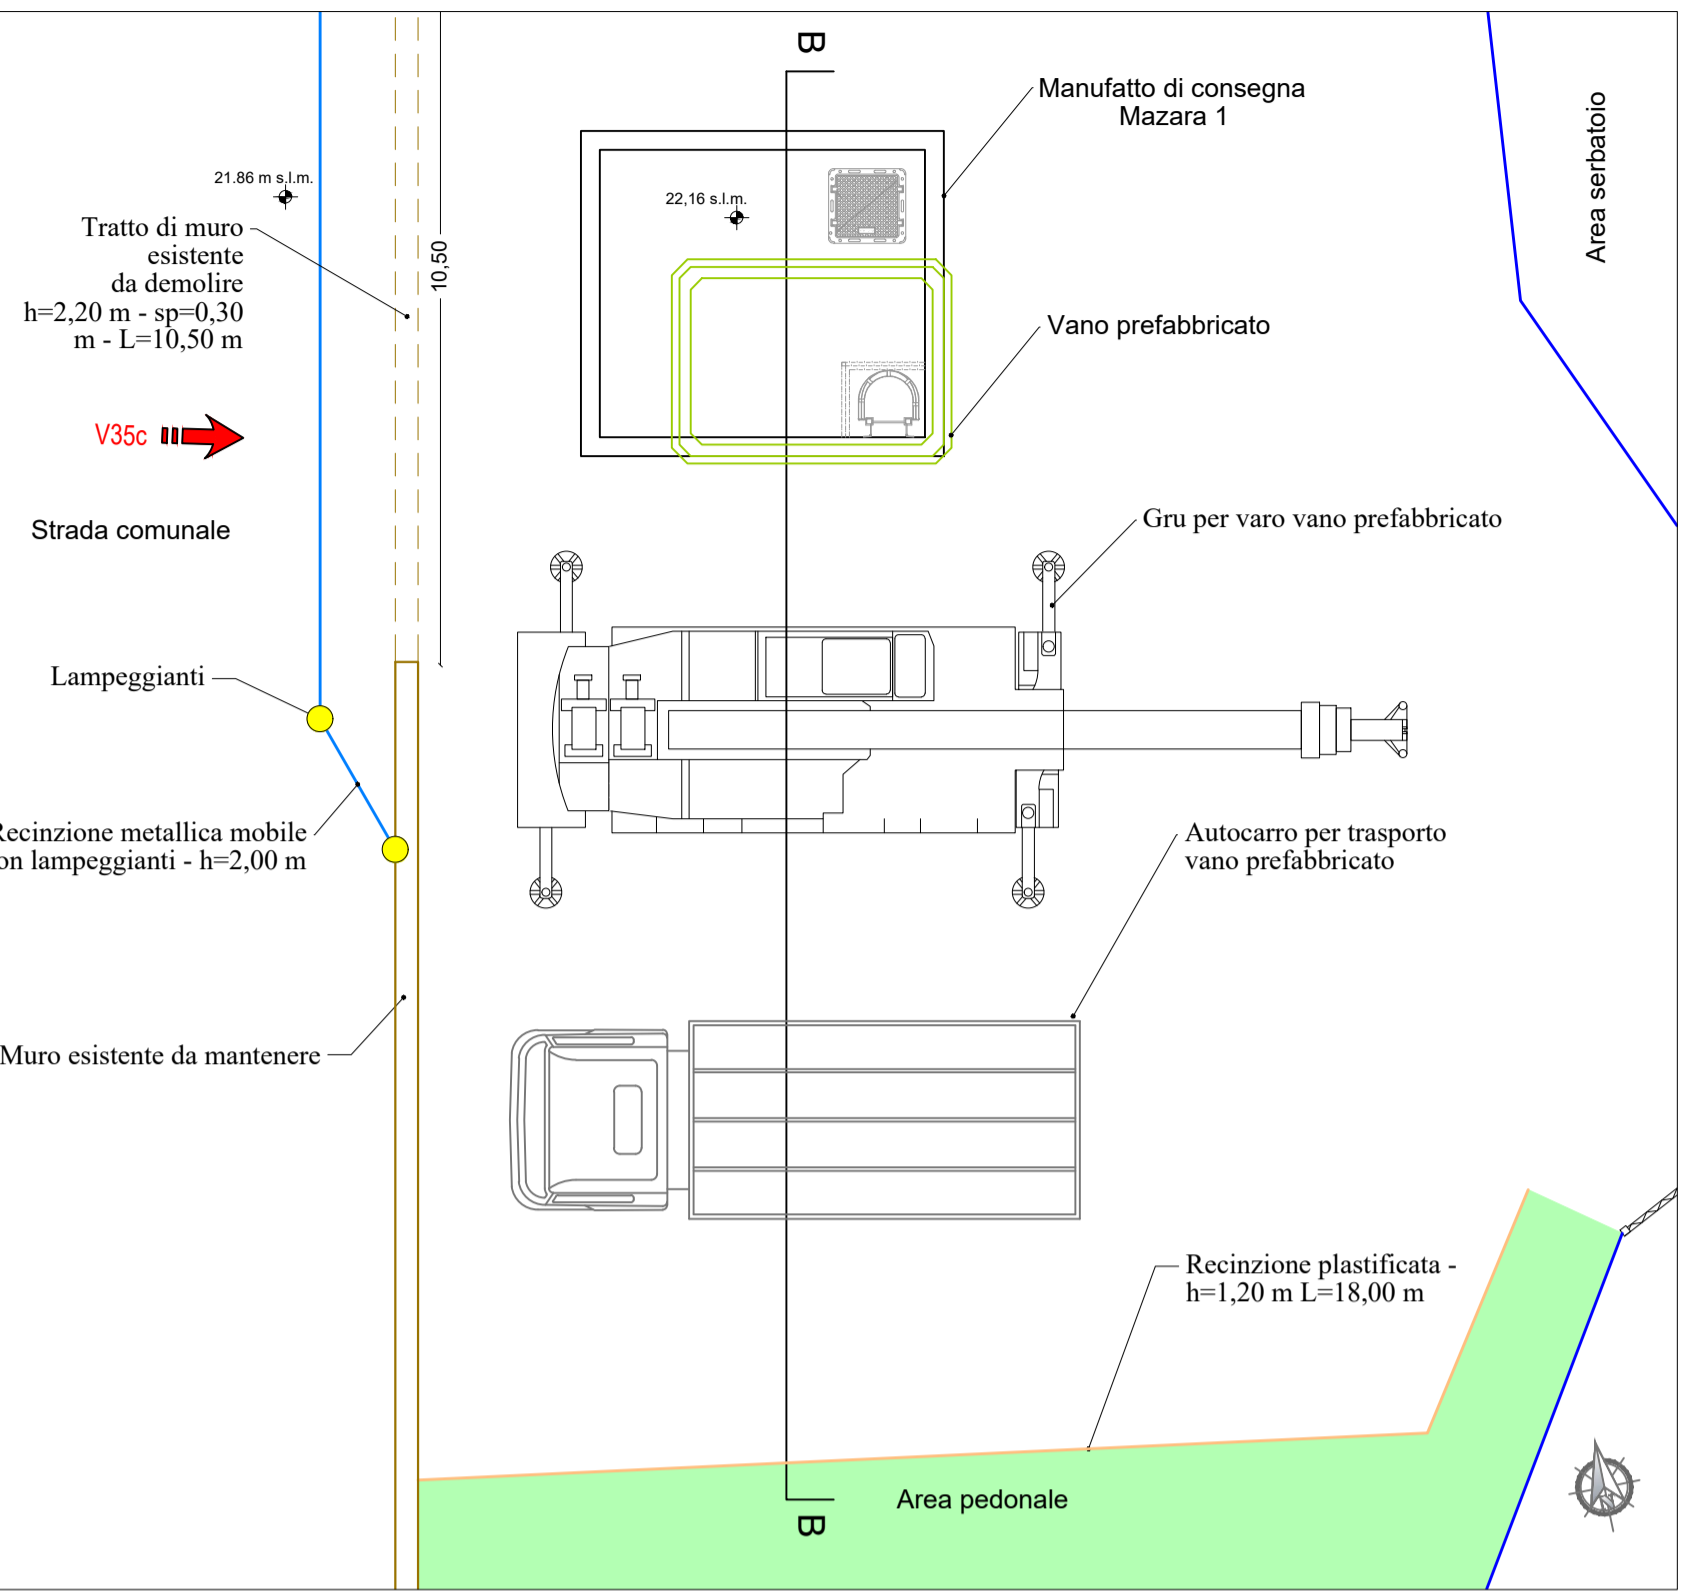 B
Manufatto di consegna
Mazara 1
Area serbatoio
21.86 m s.l.m.
22,16 s.l.m.
Tratto di muro
esistente
da demolire
h=2,20 m - sp=0,30
m - L=10,50 m
10,50
Vano prefabbricato
V35c
Strada comunale
Gru per varo vano prefabbricato
Lampeggianti
Recinzione metallica mobile
on lampeggianti - h=2,00 m
Autocarro per trasporto
vano prefabbricato
Muro esistente da mantenere
Recinzione plastificata -
h=1,20 m L=18,00 m
Area pedonale
B
N